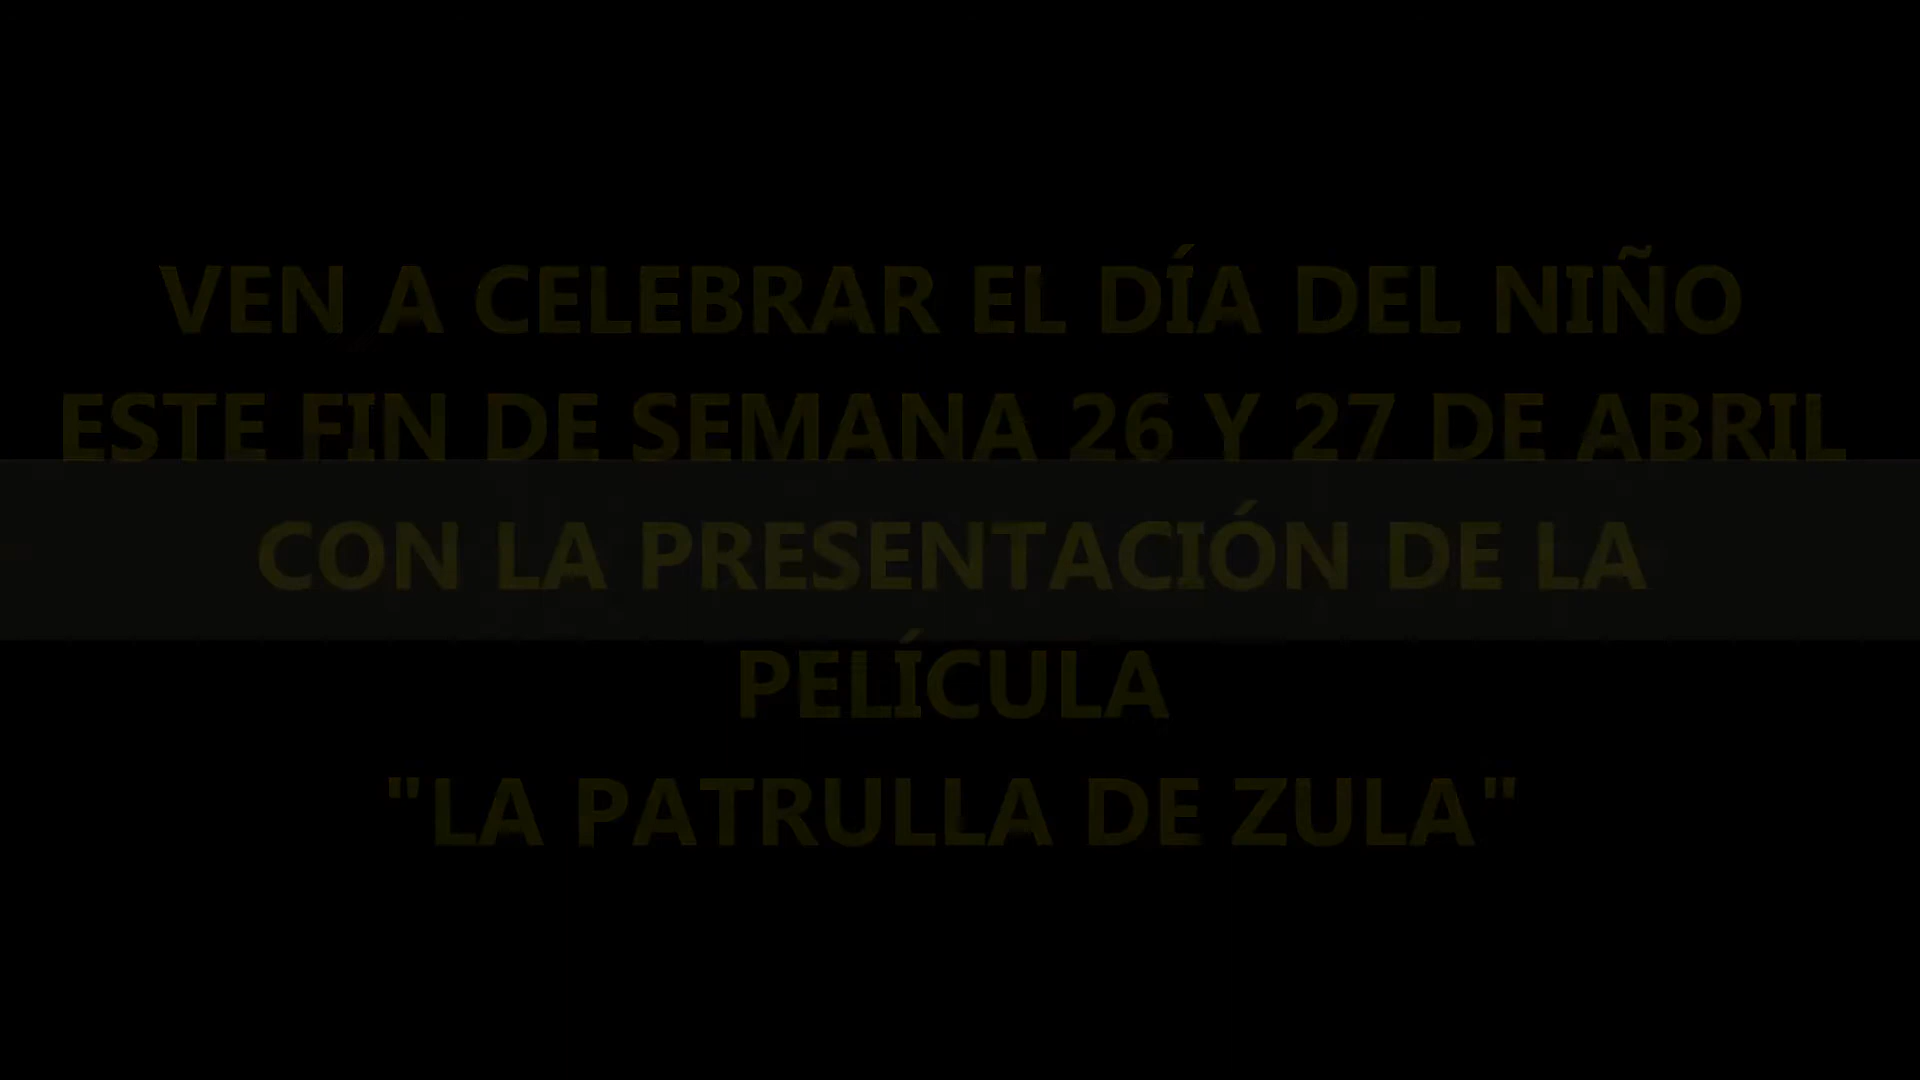 VEN A CELEBRAR EL DÍA DEL NIÑO
ESTE FIN DE SEMANA 26 Y 27 DE ABRIL
CON LA PRESENTACIÓN DE LA
PELÍCULA
"LA PATRULLA DE ZULA"